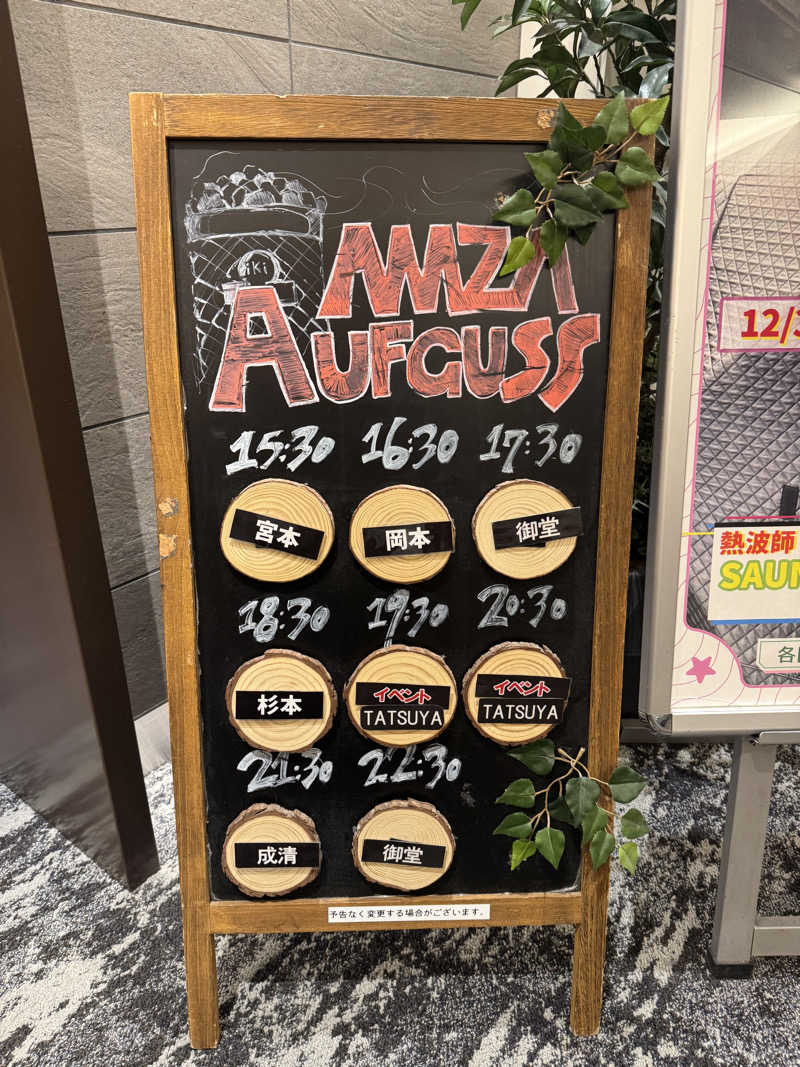 iKi
AMZA
AUFGUSS
15:30 16:30 17:30
宮本 岡本 御堂
18:30 19:30 20:30
杉本 イベント TATSUYA イベント TATSUYA
21:30 22:30
成清 御堂
予告なく変更する場合がございます。
12/3
熱波師
SAUN
各